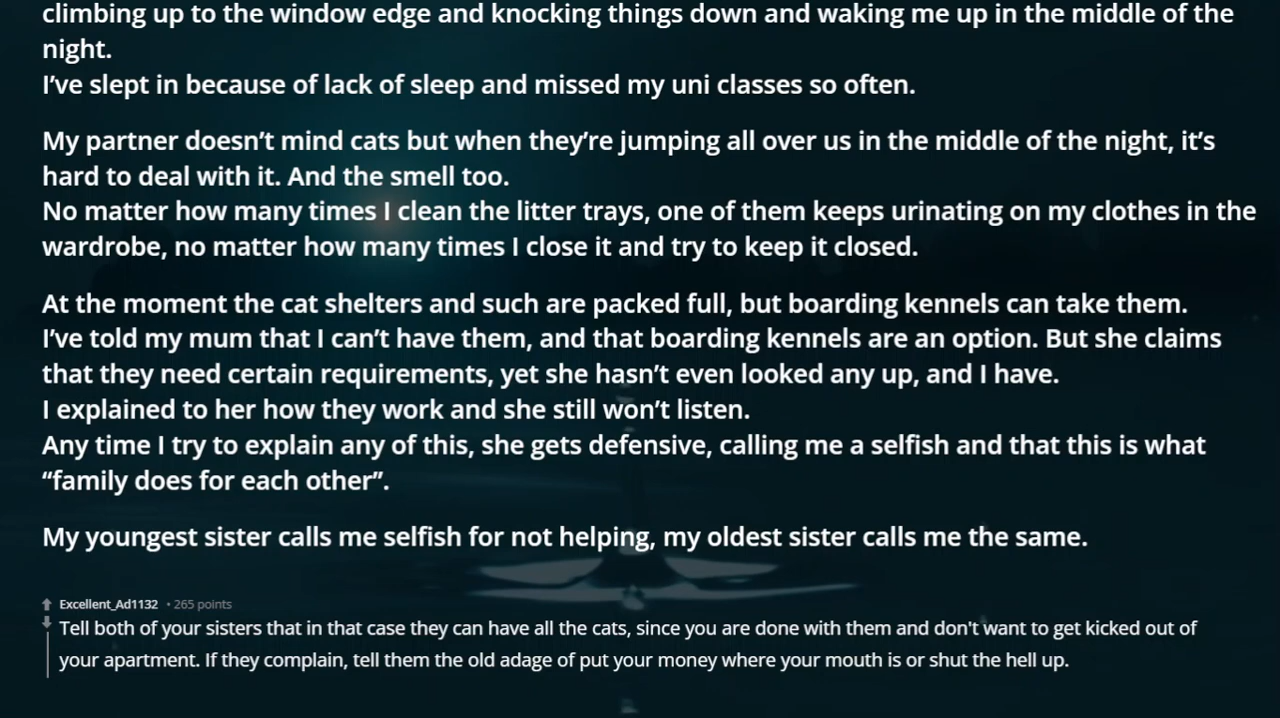 climbing up to the window edge and knocking things down and waking me up in the middle of the
night.
I’ve slept in because of lack of sleep and missed my uni classes so often.
My partner doesn’t mind cats but when they’re jumping all over us in the middle of the night, it’s
hard to deal with it. And the smell too.
No matter how many times I clean the litter trays, one of them keeps urinating on my clothes in the
wardrobe, no matter how many times I close it and try to keep it closed.
At the moment the cat shelters and such are packed full, but boarding kennels can take them.
I’ve told my mum that I can’t have them, and that boarding kennels are an option. But she claims
that they need certain requirements, yet she hasn’t even looked any up, and I have.
I explained to her how they work and she still won’t listen.
Any time I try to explain any of this, she gets defensive, calling me a selfish and that this is what
“family does for each other”.
My youngest sister calls me selfish for not helping, my oldest sister calls me the same.
Excellent_Ad1132 • 265 points
Tell both of your sisters that in that case they can have all the cats, since you are done with them and don't want to get kicked out of
your apartment. If they complain, tell them the old adage of put your money where your mouth is or shut the hell up.